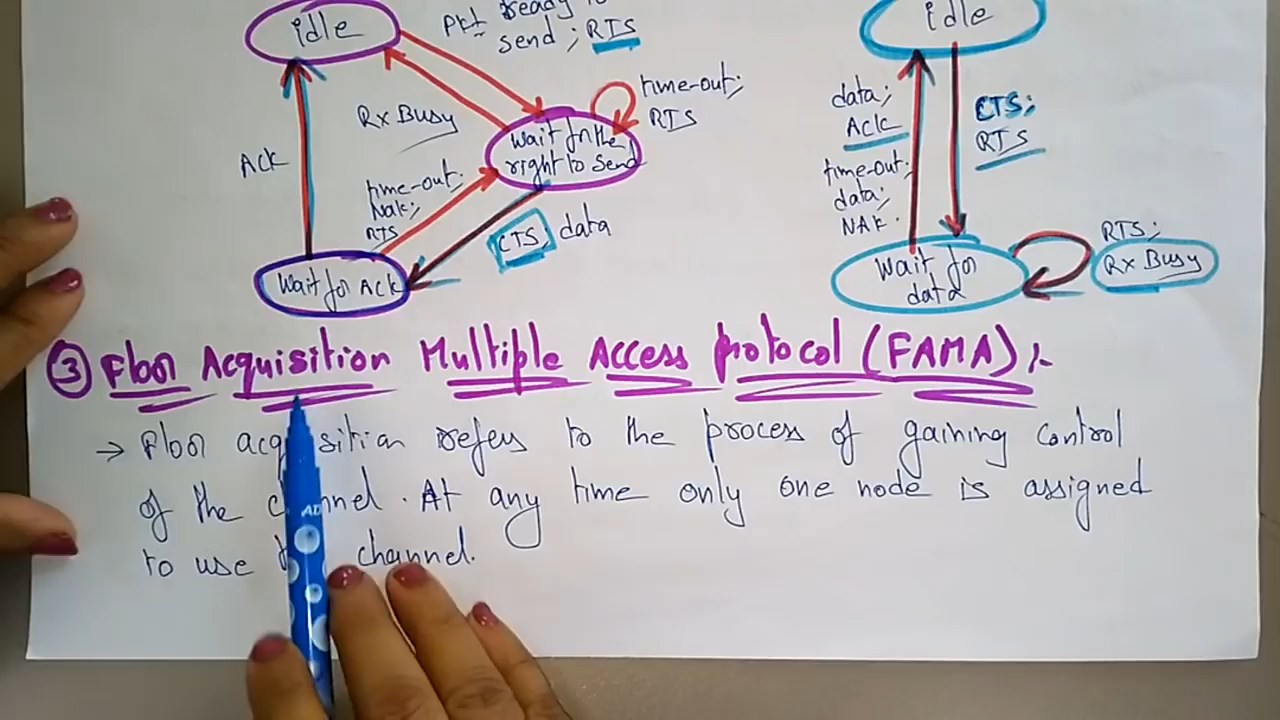 idle
Pkt ready to
send ; RTS
Rx Busy
time-out;
RTS
Wait for the
right to send
Ack
time-out;
Nak;
RTS
CTS, data
Wait for Ack
idle
data;
Ack
time-out;
data;
NAK.
CTS;
RTS
Wait for
data
RTS;
Rx Busy
③ Floor Acquisition Multiple Access protocol (FAMA) :-
→ Floor acquisition refers to the process of gaining control
of the channel. At any time only one node is assigned
to use channel.